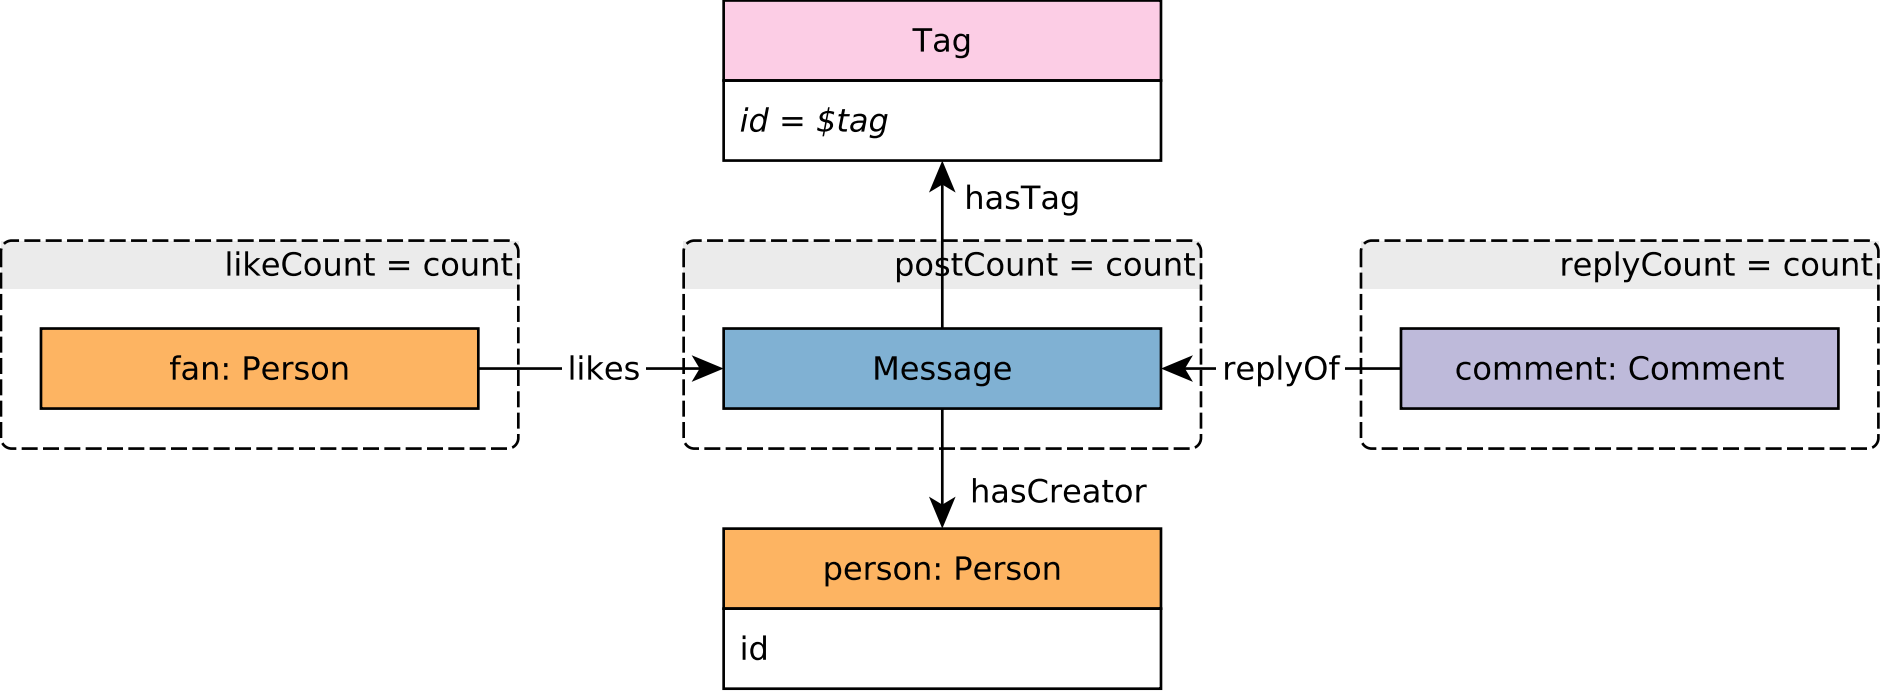 Tag
id = $tag
hasTag
likeCount = count
postCount = count
replyCount = count
fan: Person
likes
Message
replyOf
comment: Comment
hasCreator
person: Person
id